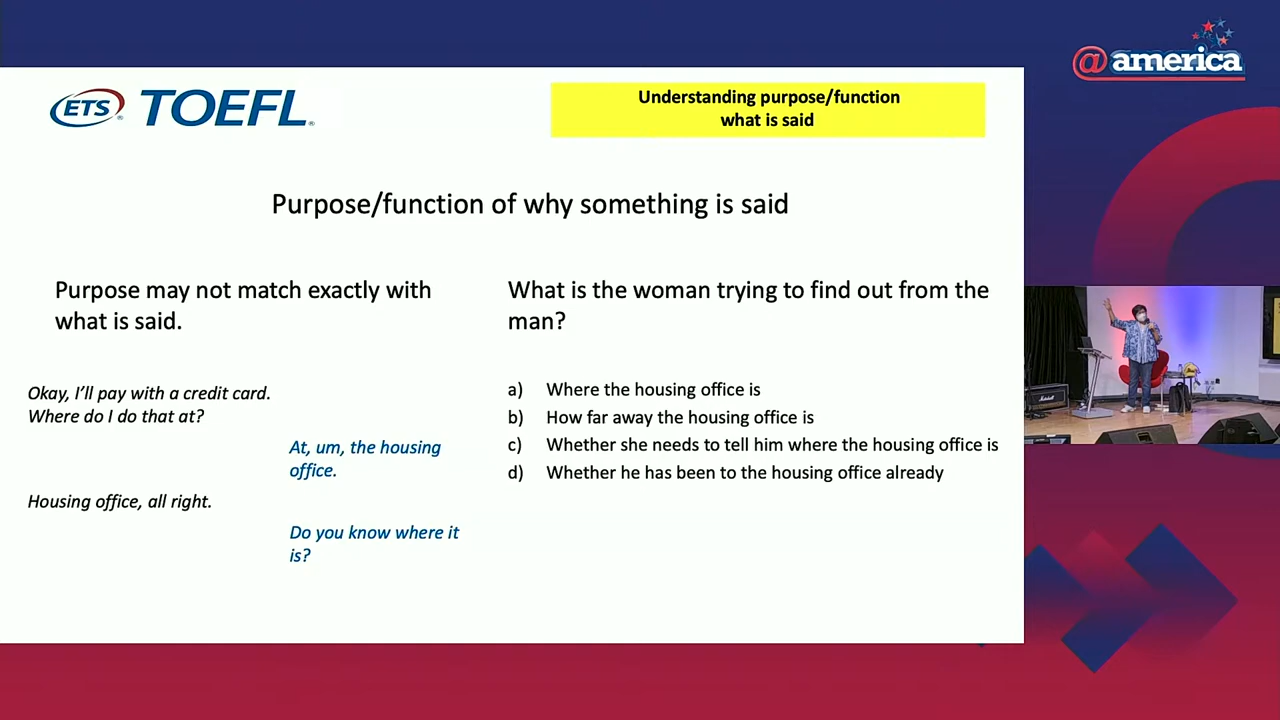 @america
ETS TOEFL
Understanding purpose/function
what is said
Purpose/function of why something is said
Purpose may not match exactly with
what is said.
Okay, I'll pay with a credit card.
Where do I do that at?
At, um, the housing
office.
Housing office, all right.
Do you know where it
is?
What is the woman trying to find out from the
man?
a) Where the housing office is
b) How far away the housing office is
c) Whether she needs to tell him where the housing office is
d) Whether he has been to the housing office already
Marshall